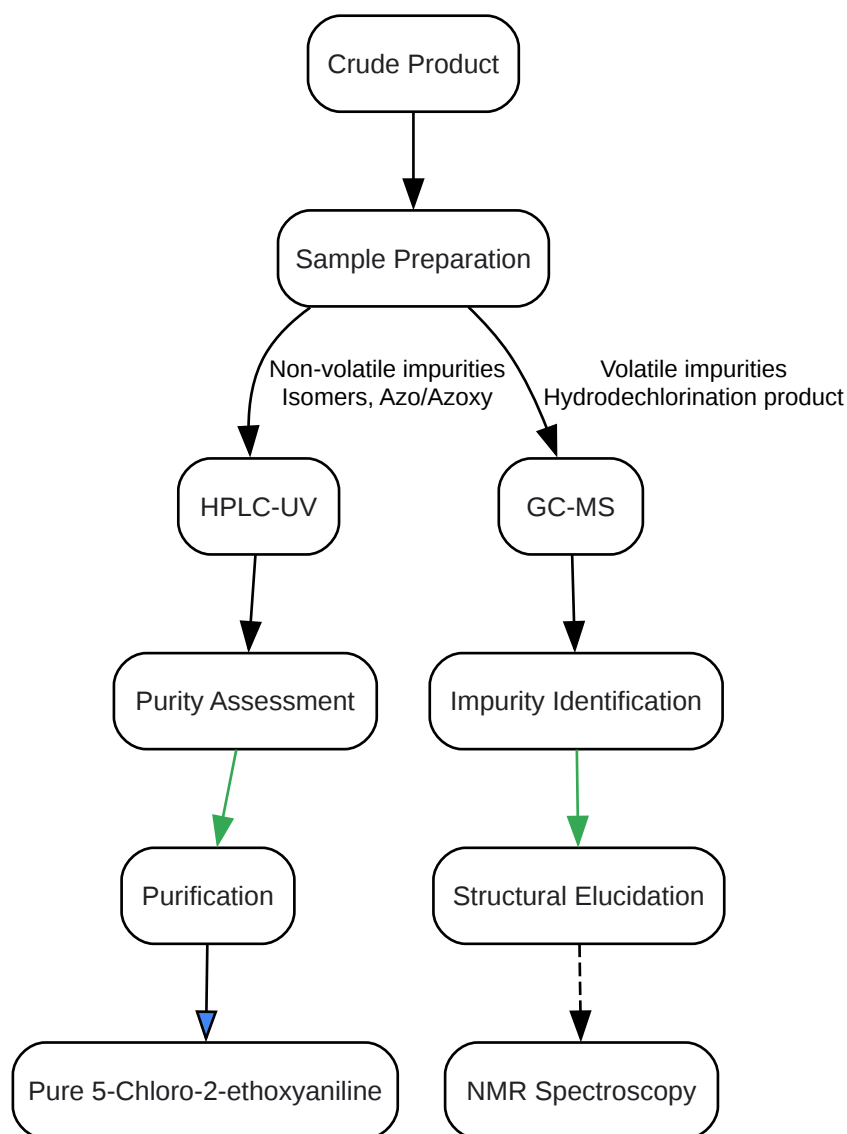 Crude Product
Sample Preparation
Non-volatile impurities
Isomers, Azo/Azoxy
Volatile impurities
Hydrodechlorination product
HPLC-UV
GC-MS
Purity Assessment
Impurity Identification
Purification
Structural Elucidation
Pure 5-Chloro-2-ethoxyaniline
NMR Spectroscopy